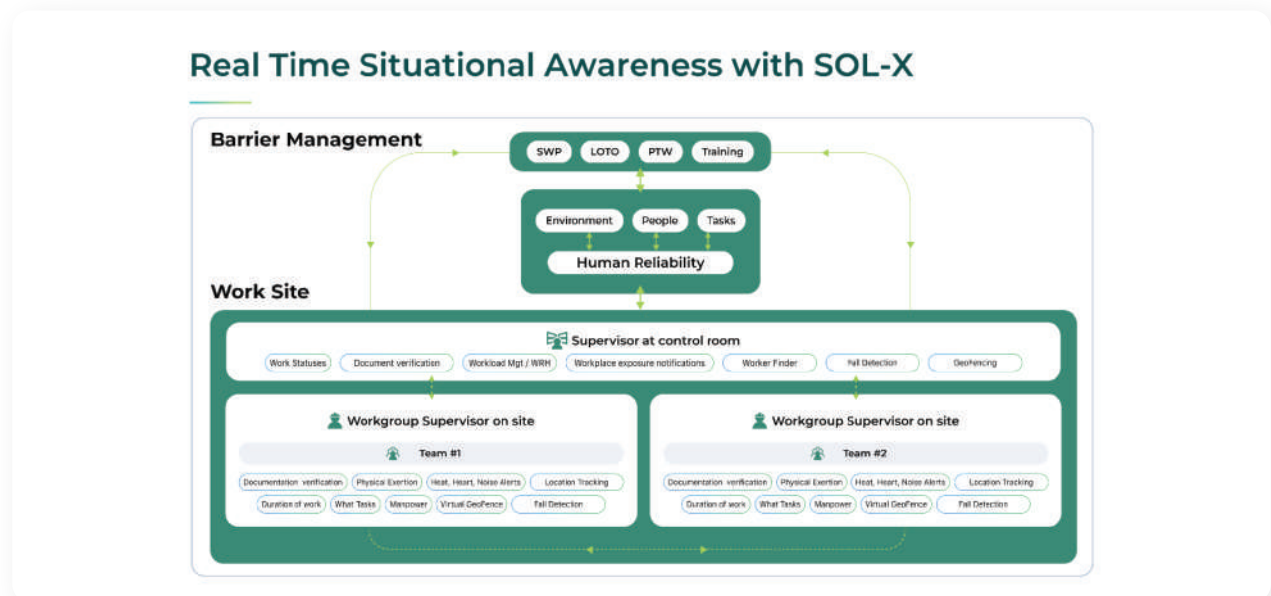 Real Time Situational Awareness with SOL-X
Barrier Management
SWP LOTO PTW Training
Environment People Tasks
Human Reliability
Work Site
Supervisor at control room
Work Statuses Document verification Workload Mgt / WRH Workplace exposure notifications Worker Finder Fall Detection GeoFencing
Workgroup Supervisor on site
Team #1
Documentation verification Physical Exertion Heat, Heart, Noise Alerts Location Tracking
Duration of work What Tasks Manpower Virtual GeoFence Fall Detection
Workgroup Supervisor on site
Team #2
Documentation verification Physical Exertion Heat, Heart, Noise Alerts Location Tracking
Duration of work What Tasks Manpower Virtual GeoFence Fall Detection